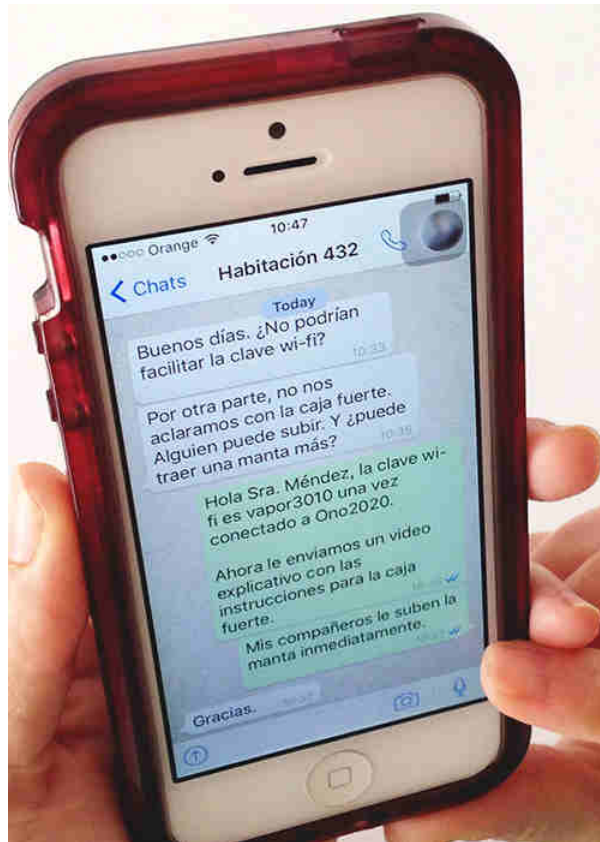 Orange 10:47
Chats Habitación 432
Today
Buenos días. ¿No podrían
facilitar la clave wi-fi?
10:33
Por otra parte, no nos
aclaramos con la caja fuerte.
Alguien puede subir. Y ¿puede
traer una manta más?
10:35
Hola Sra. Méndez, la clave wi-
fi es vapor3010 una vez
conectado a Ono2020.
Ahora le enviamos un video
explicativo con las
instrucciones para la caja
fuerte.
Mis compañeros le suben la
manta inmediatamente.
Gracias.